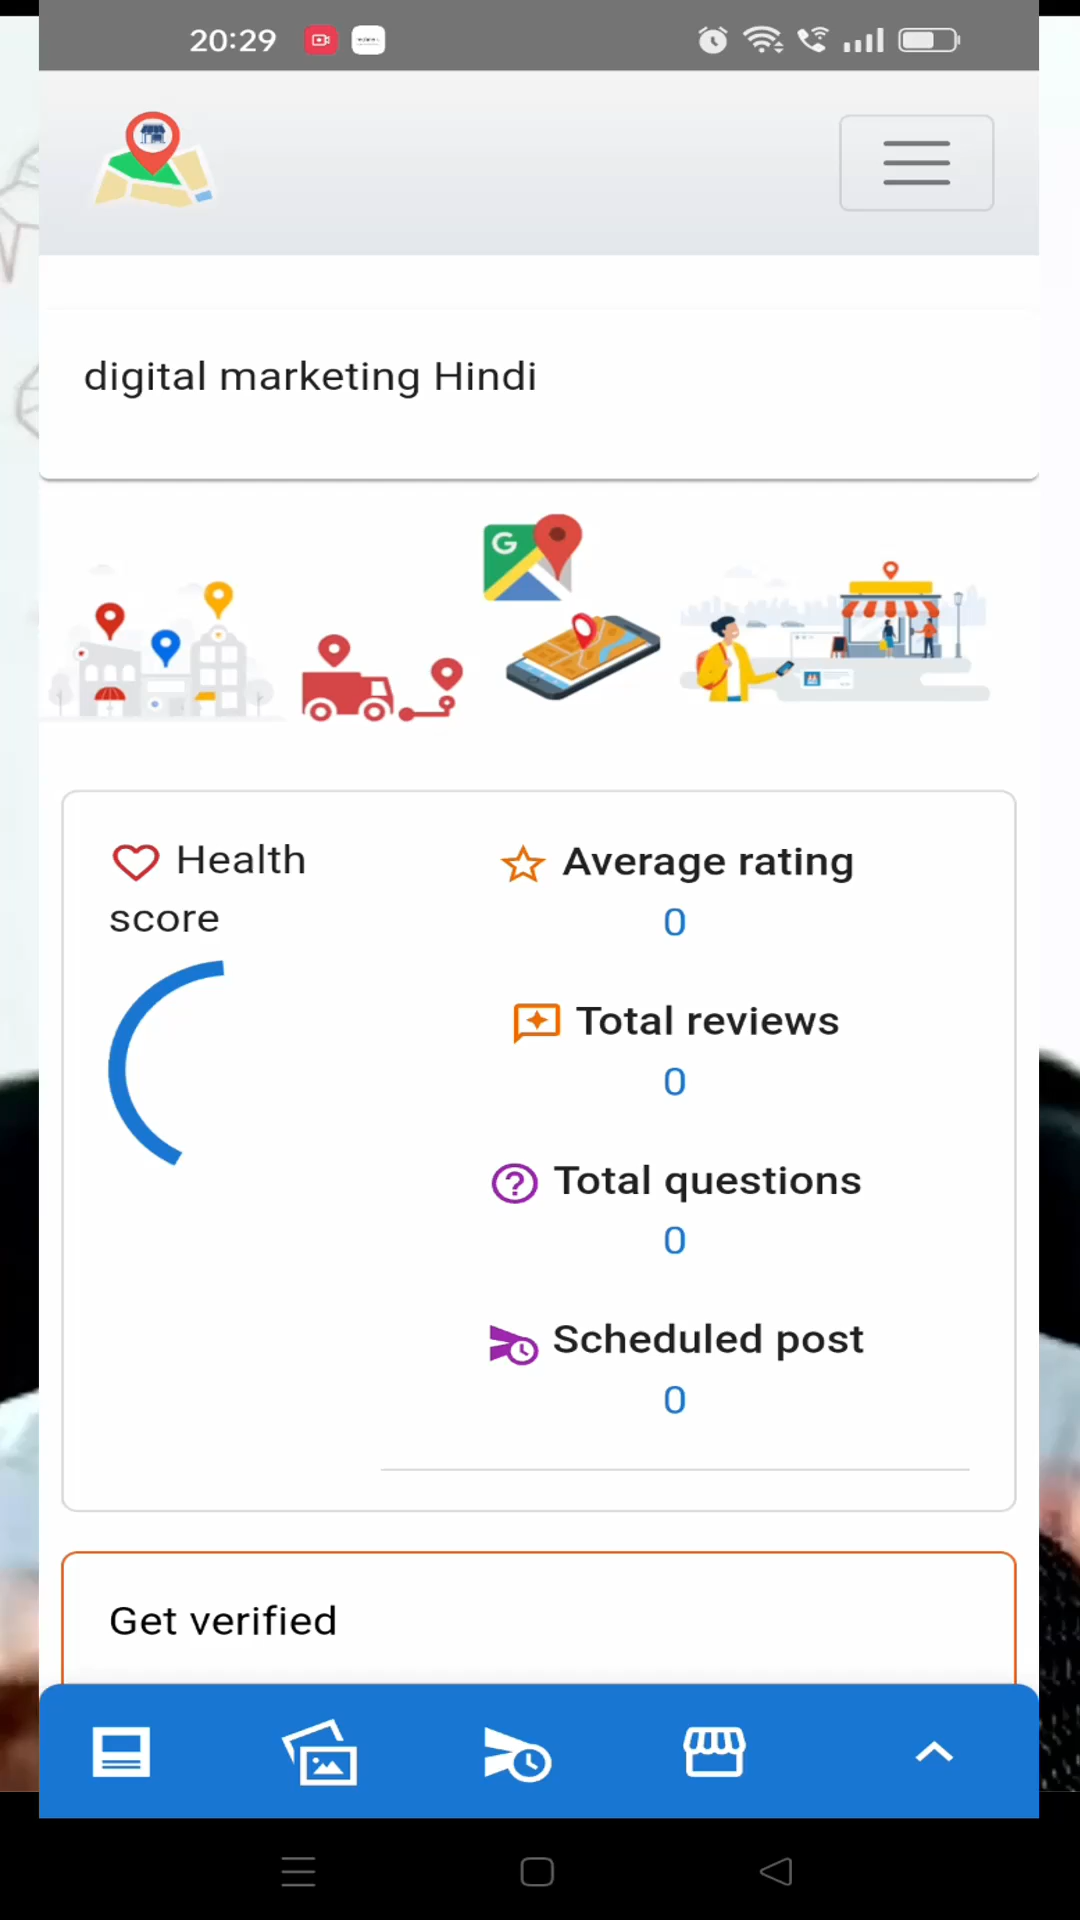 20:29
digital marketing Hindi
G
Health
score
Average rating
0
Total reviews
0
Total questions
0
Scheduled post
0
Get verified